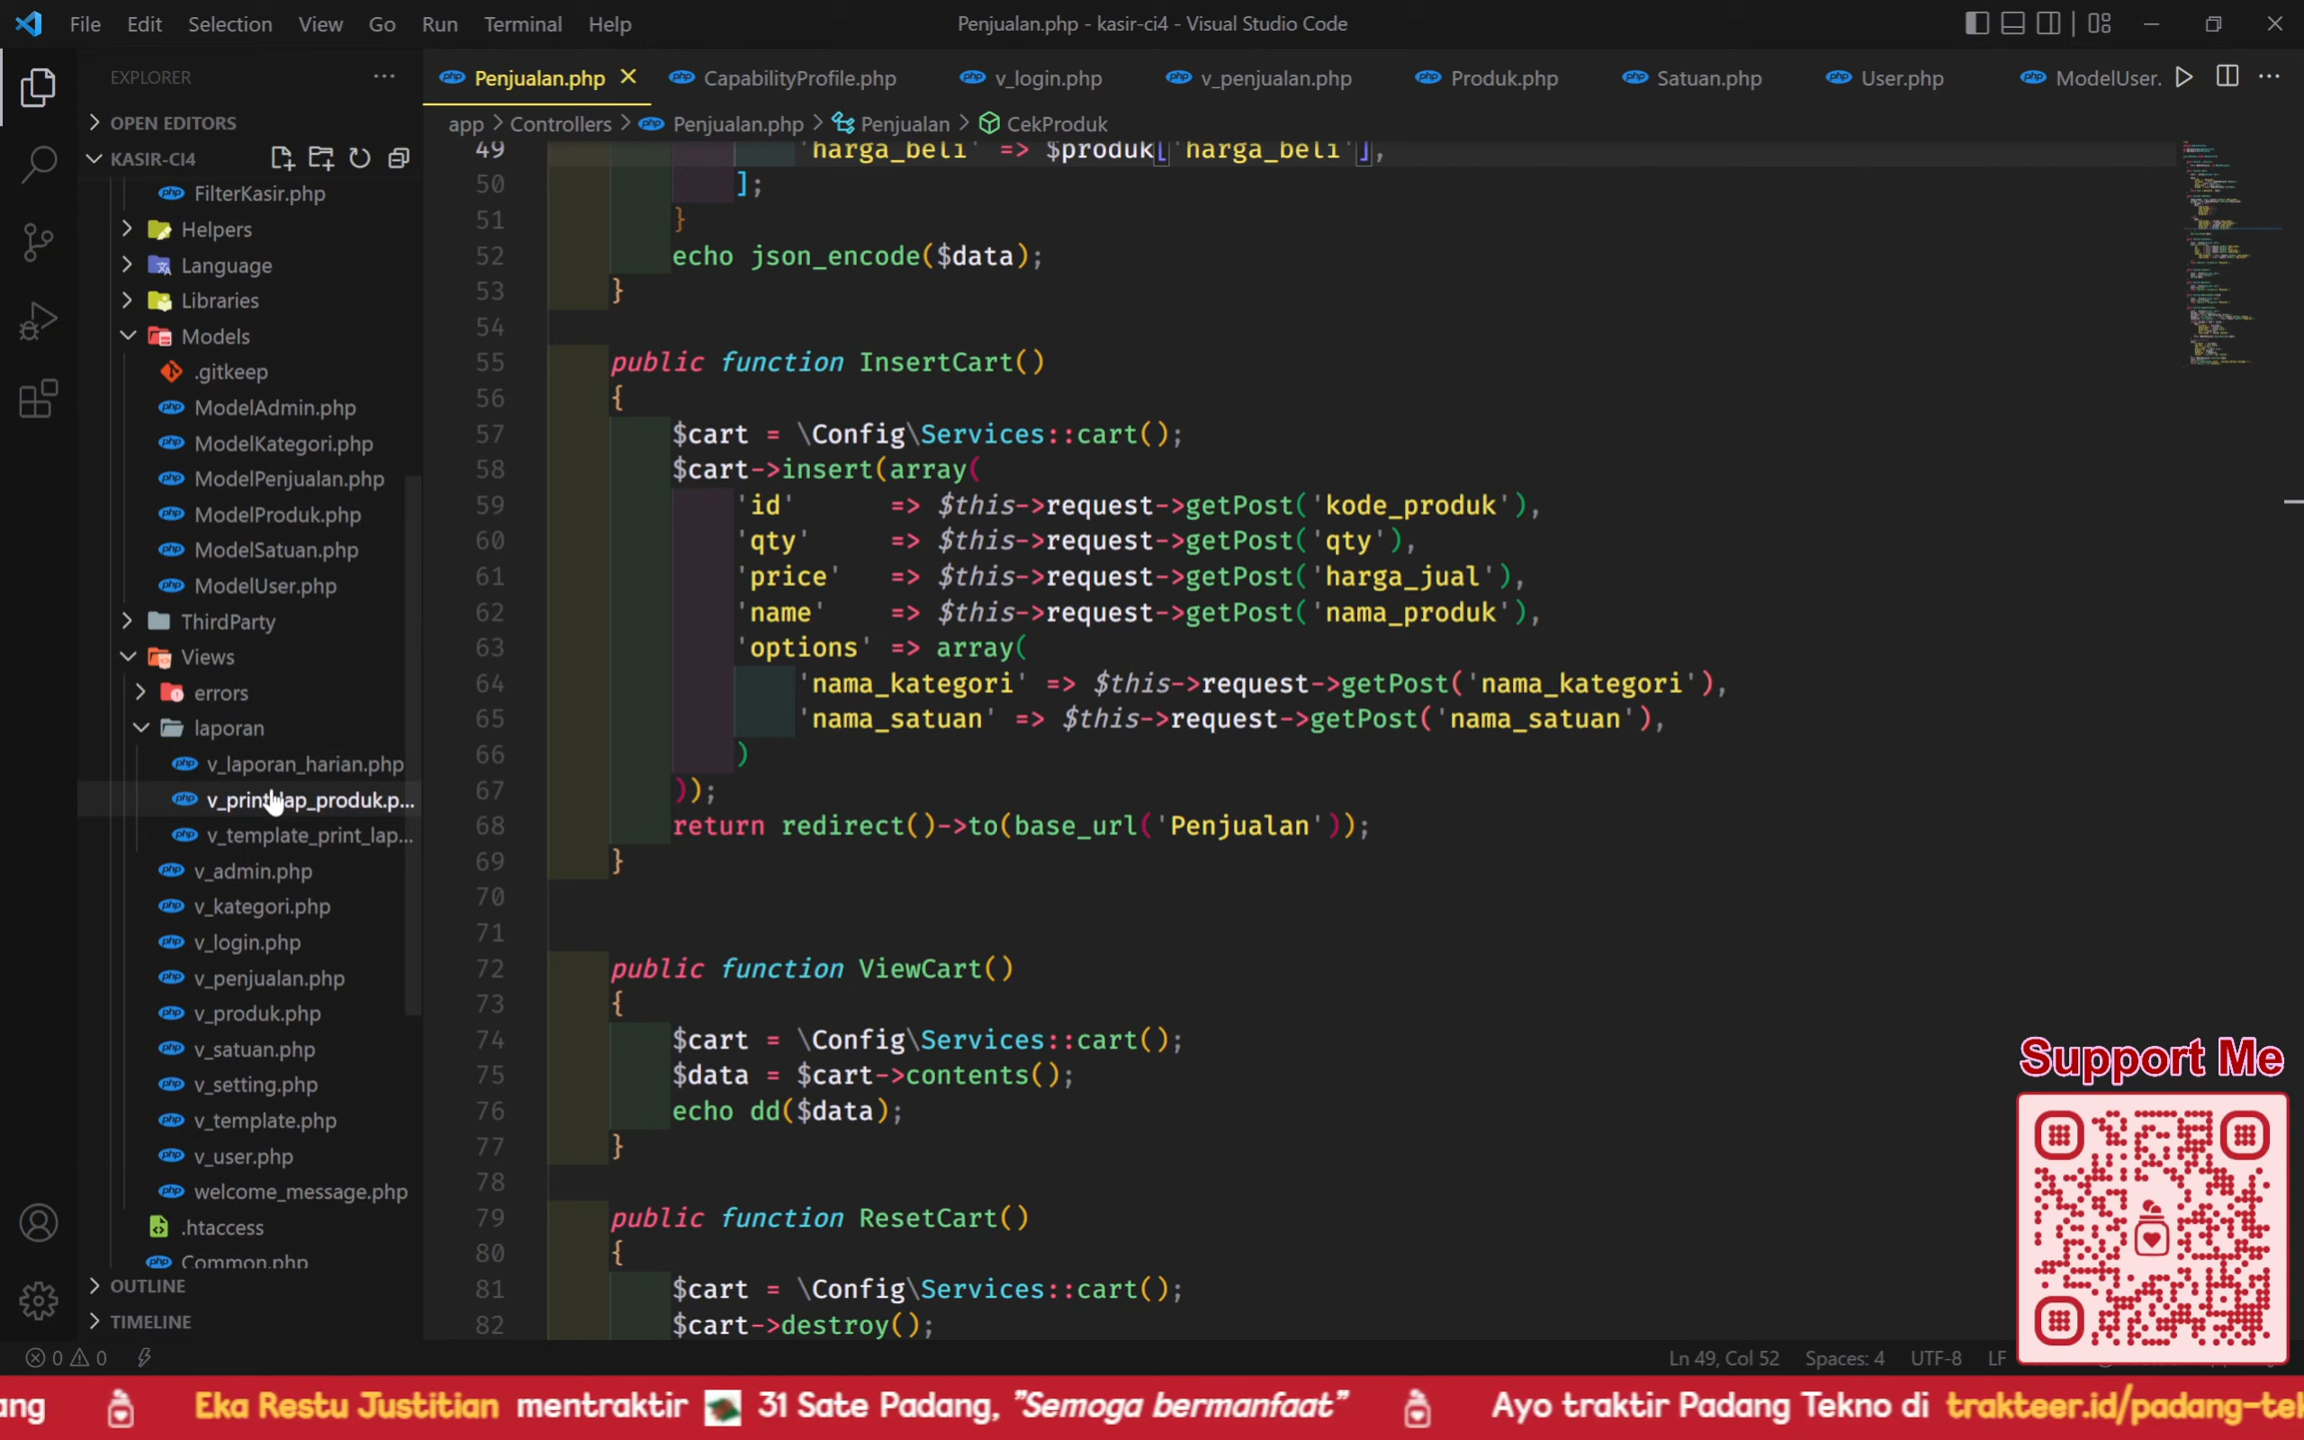 File Edit Selection View Go Run Terminal Help
Penjualan.php - kasir-ci4 - Visual Studio Code
EXPLORER
OPEN EDITORS
KASIR-CI4
FilterKasir.php
Helpers
Language
Libraries
Models
.gitkeep
ModelAdmin.php
ModelKategori.php
ModelPenjualan.php
ModelProduk.php
ModelSatuan.php
ModelUser.php
ThirdParty
Views
errors
laporan
v_laporan_harian.php
v_print_lap_produk.p...
v_template_print_lap...
v_admin.php
v_kategori.php
v_login.php
v_penjualan.php
v_produk.php
v_satuan.php
v_setting.php
v_template.php
v_user.php
welcome_message.php
.htaccess
Common.php
OUTLINE
TIMELINE
Penjualan.php CapabilityProfile.php v_login.php v_penjualan.php Produk.php Satuan.php User.php ModelUser.
app > Controllers > Penjualan.php > Penjualan > CekProduk
49 'harga_beli' => $produk['harga_beli'],
50 ];
51 }
52 echo json_encode($data);
53 }
54
55 public function InsertCart()
56 {
57 $cart = \Config\Services::cart();
58 $cart->insert(array(
59 'id' => $this->request->getPost('kode_produk'),
60 'qty' => $this->request->getPost('qty'),
61 'price' => $this->request->getPost('harga_jual'),
62 'name' => $this->request->getPost('nama_produk'),
63 'options' => array(
64 'nama_kategori' => $this->request->getPost('nama_kategori'),
65 'nama_satuan' => $this->request->getPost('nama_satuan'),
66 )
67 ));
68 return redirect()->to(base_url('Penjualan'));
69 }
70
71
72 public function ViewCart()
73 {
74 $cart = \Config\Services::cart();
75 $data = $cart->contents();
76 echo dd($data);
77 }
78
79 public function ResetCart()
80 {
81 $cart = \Config\Services::cart();
82 $cart->destroy();
Support Me
0 0
Ln 49, Col 52 Spaces: 4 UTF-8 LF
ang Eka Restu Justitian mentraktir 31 Sate Padang, "Semoga bermanfaat" Ayo traktir Padang Tekno di trakteer.id/padang-tek